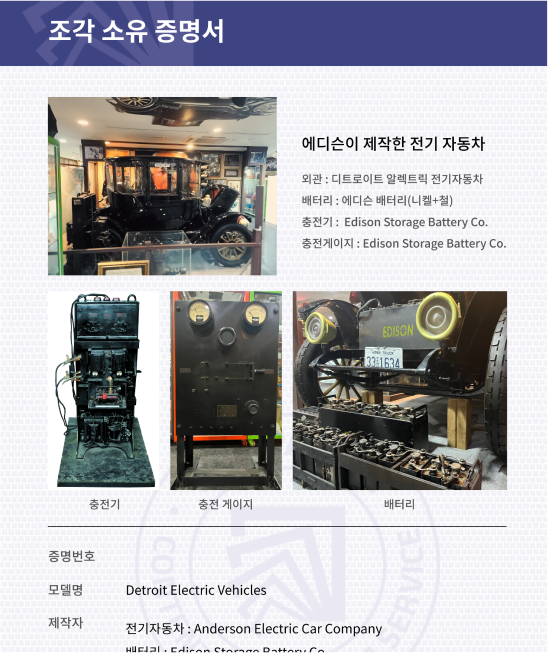 조각 소유 증명서
에디슨이 제작한 전기 자동차
외관 : 디트로이트 알렉트릭 전기자동차
배터리 : 에디슨 배터리(니켈+철)
충전기 : Edison Storage Battery Co.
충전게이지 : Edison Storage Battery Co.
EDISON
33 1634
충전기
충전 게이지
배터리
증명번호
모델명
Detroit Electric Vehicles
제작자
전기자동차 : Anderson Electric Car Company
배터리 : Edison Storage Battery Co.
SERVICE